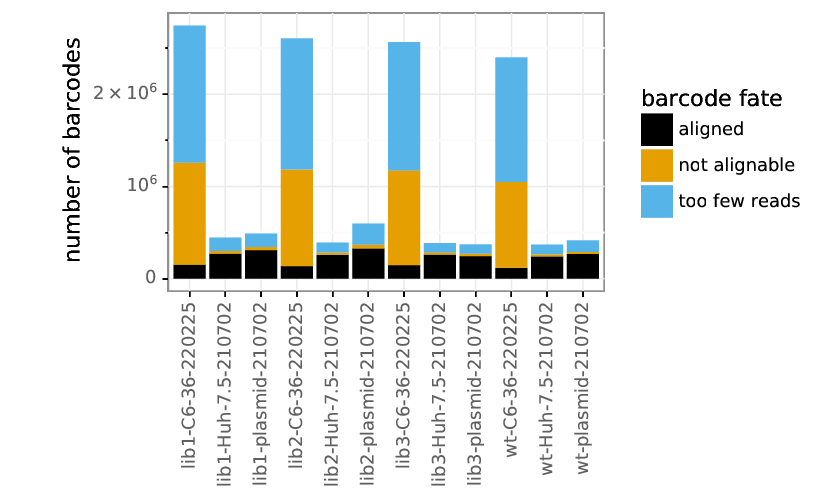 number of barcodes
2 × 10⁶
10⁶
0
lib1-C6-36-220225
lib1-Huh-7.5-210702
lib1-plasmid-210702
lib2-C6-36-220225
lib2-Huh-7.5-210702
lib2-plasmid-210702
lib3-C6-36-220225
lib3-Huh-7.5-210702
lib3-plasmid-210702
wt-C6-36-220225
wt-Huh-7.5-210702
wt-plasmid-210702
barcode fate
aligned
not alignable
too few reads